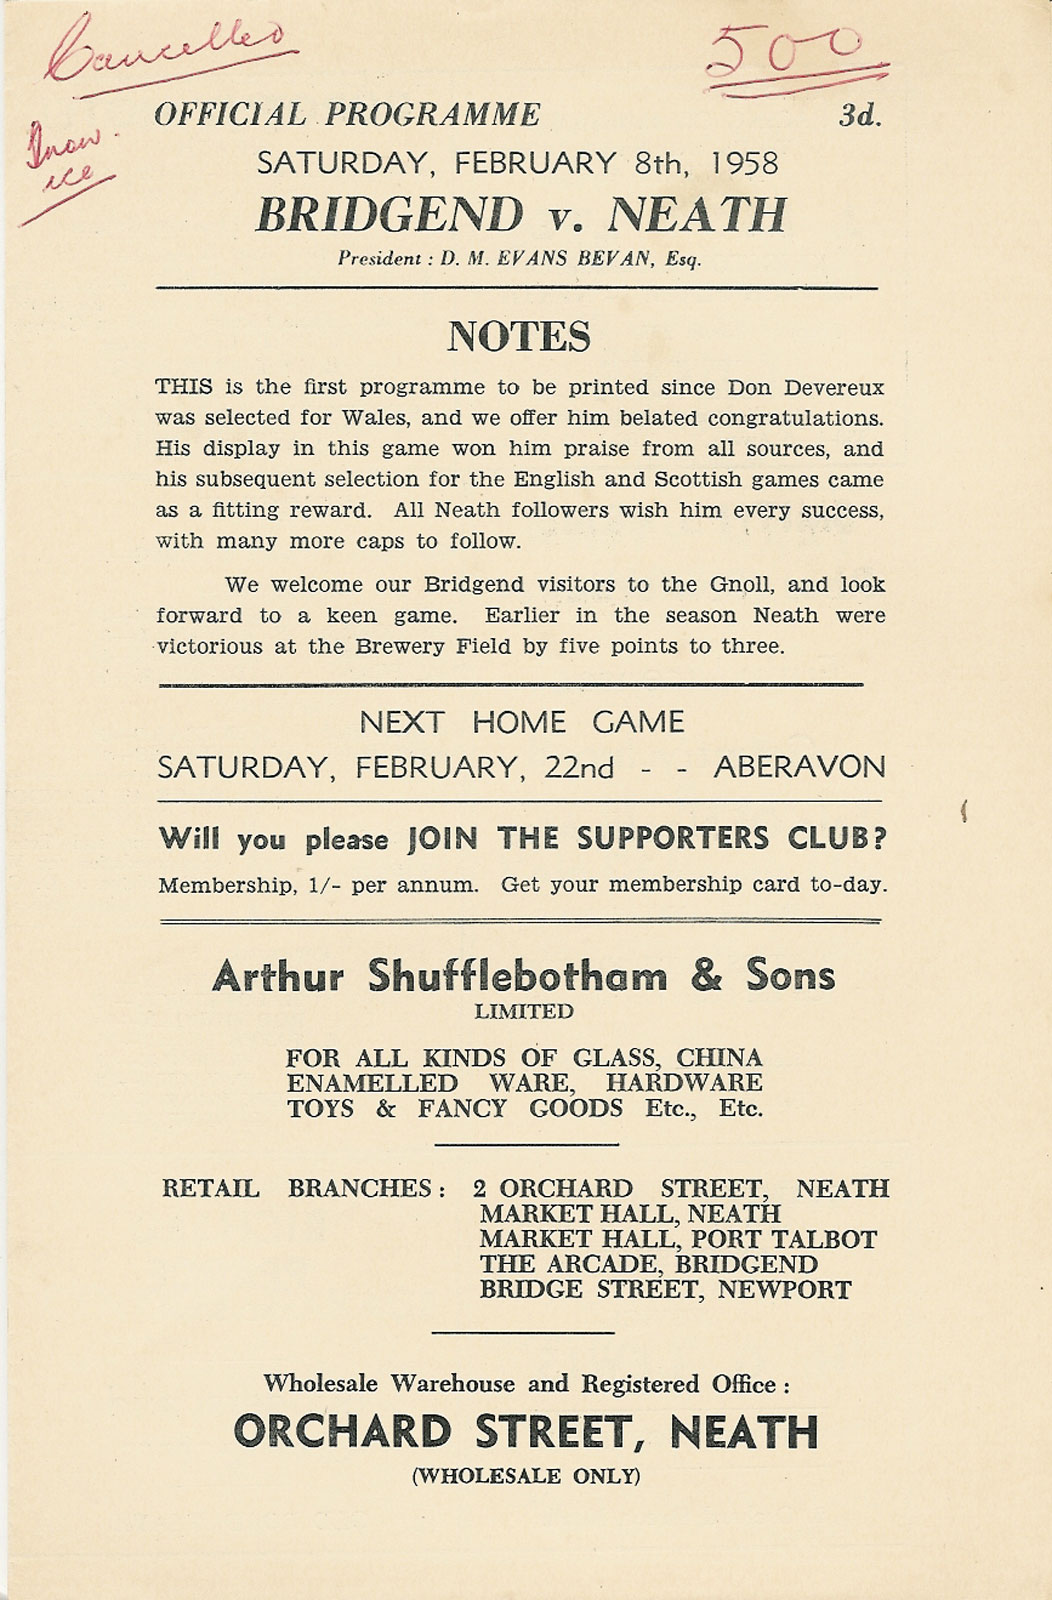 Cancelled
500
Snow.
ice
OFFICIAL PROGRAMME 3d.
SATURDAY, FEBRUARY 8th, 1958
BRIDGEND v. NEATH
President : D. M. EVANS BEVAN, Esq.
NOTES
THIS is the first programme to be printed since Don Devereux
was selected for Wales, and we offer him belated congratulations.
His display in this game won him praise from all sources, and
his subsequent selection for the English and Scottish games came
as a fitting reward. All Neath followers wish him every success,
with many more caps to follow.
We welcome our Bridgend visitors to the Gnoll, and look
forward to a keen game. Earlier in the season Neath were
victorious at the Brewery Field by five points to three.
NEXT HOME GAME
SATURDAY, FEBRUARY, 22nd - - ABERAVON
Will you please JOIN THE SUPPORTERS CLUB?
Membership, 1/- per annum. Get your membership card to-day.
Arthur Shufflebotham & Sons
LIMITED
FOR ALL KINDS OF GLASS, CHINA
ENAMELLED WARE, HARDWARE
TOYS & FANCY GOODS Etc., Etc.
RETAIL BRANCHES : 2 ORCHARD STREET, NEATH
MARKET HALL, NEATH
MARKET HALL, PORT TALBOT
THE ARCADE, BRIDGEND
BRIDGE STREET, NEWPORT
Wholesale Warehouse and Registered Office :
ORCHARD STREET, NEATH
(WHOLESALE ONLY)